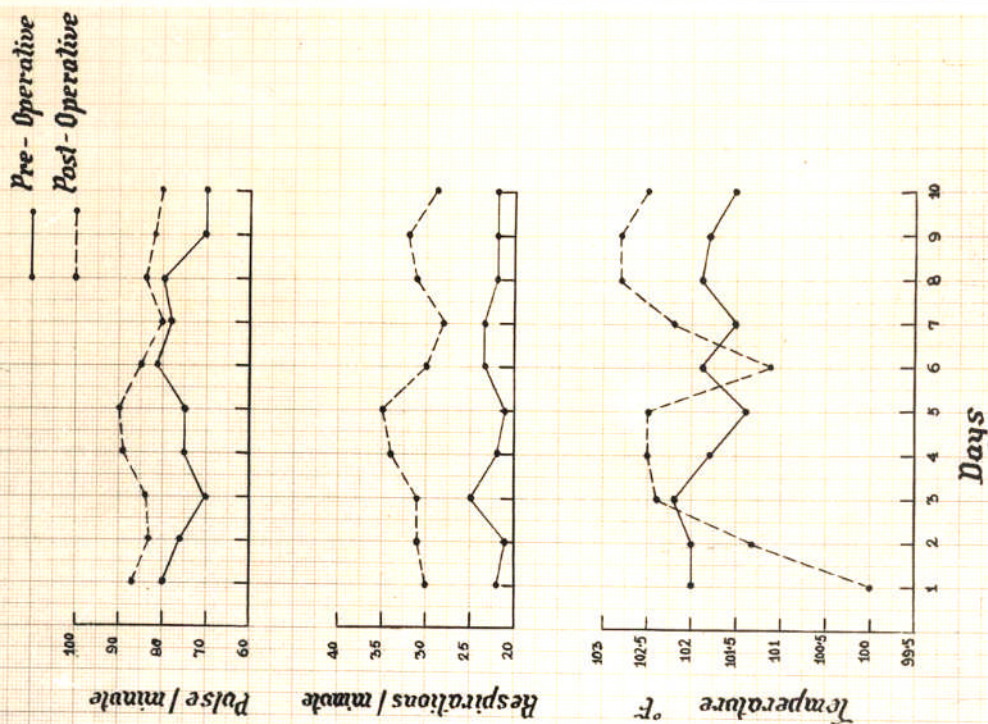 Pre - Operative
Post - Operative
Pulse / minute
100
90
80
70
60
Respirations / minute
40
35
30
25
20
Temperature °F
103
102.5
102
101.5
101
100.5
100
99.5
1 2 3 4 5 6 7 8 9 10
Days